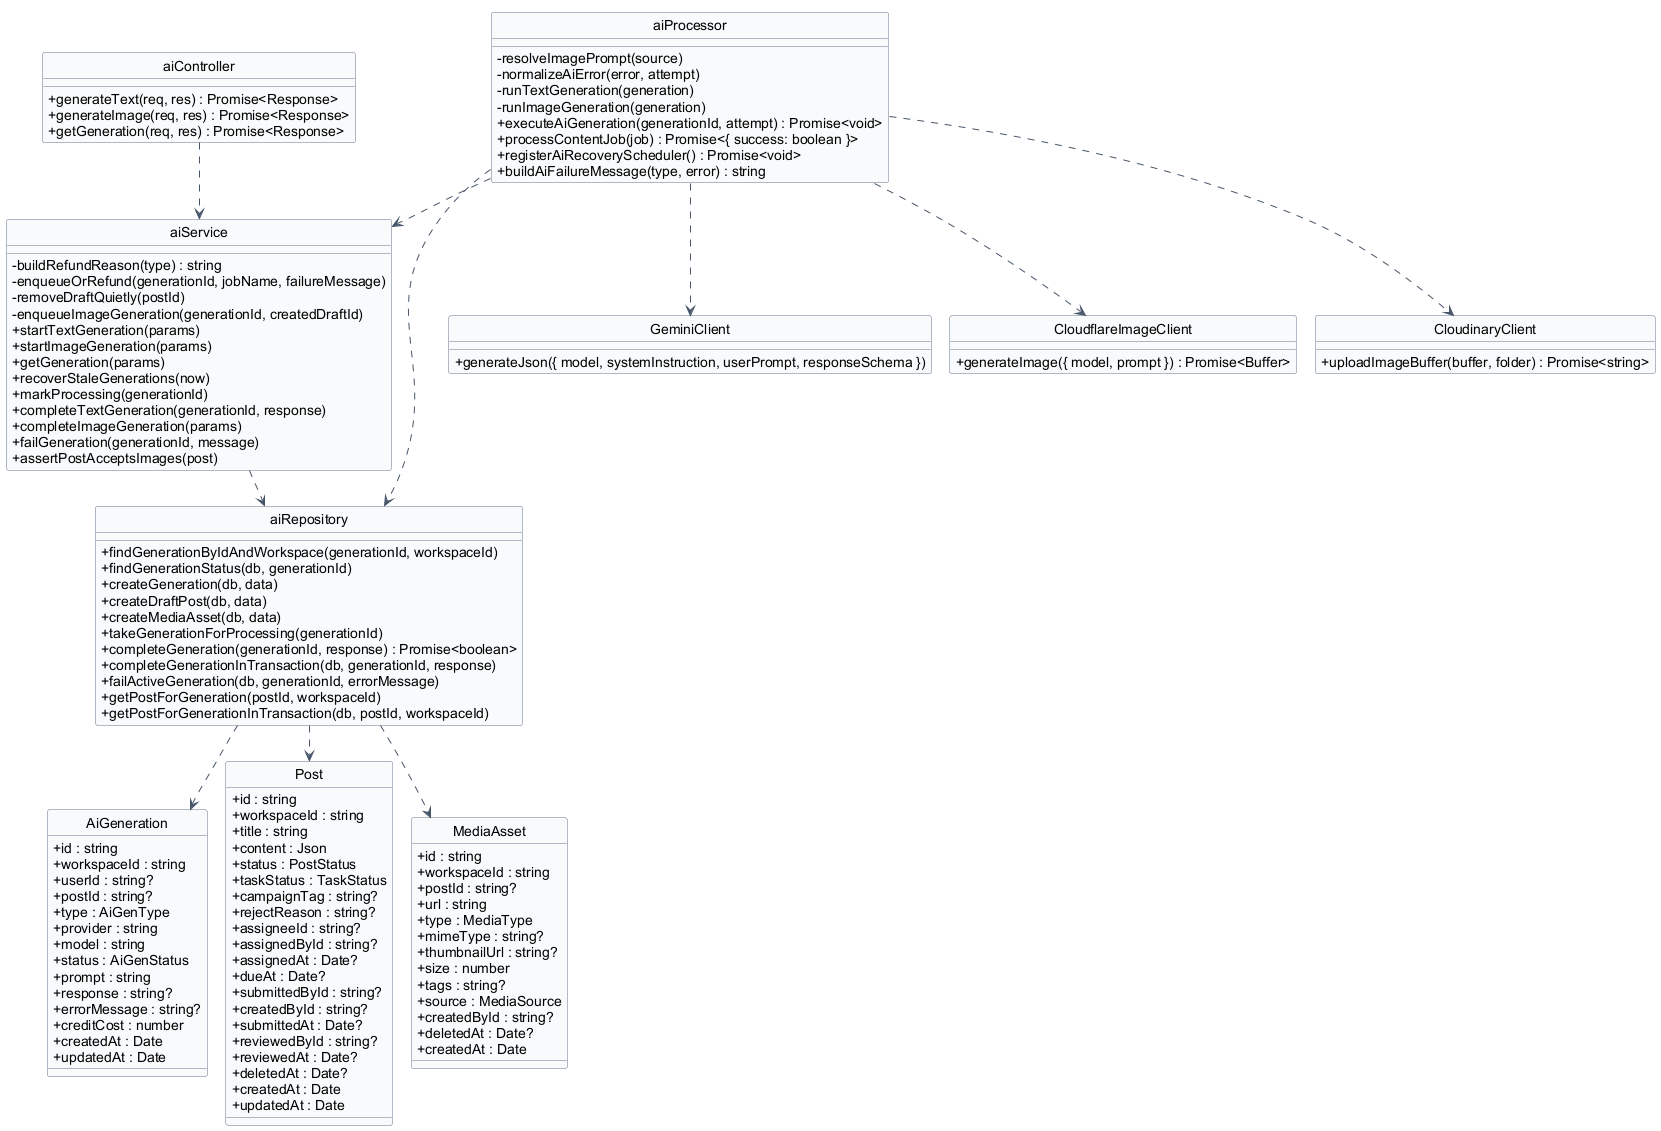 aiProcessor
-resolveImagePrompt(source)
-normalizeAiError(error, attempt)
-runTextGeneration(generation)
-runImageGeneration(generation)
+executeAiGeneration(generationId, attempt) : Promise<void>
+processContentJob(job) : Promise<{ success: boolean }>
+registerAiRecoveryScheduler() : Promise<void>
+buildAiFailureMessage(type, error) : string
aiController
+generateText(req, res) : Promise<Response>
+generateImage(req, res) : Promise<Response>
+getGeneration(req, res) : Promise<Response>
aiService
-buildRefundReason(type) : string
-enqueueOrRefund(generationId, jobName, failureMessage)
-removeDraftQuietly(postId)
-enqueueImageGeneration(generationId, createdDraftId)
+startTextGeneration(params)
+startImageGeneration(params)
+getGeneration(params)
+recoverStaleGenerations(now)
+markProcessing(generationId)
+completeTextGeneration(generationId, response)
+completeImageGeneration(params)
+failGeneration(generationId, message)
+assertPostAcceptsImages(post)
GeminiClient
+generateJson({ model, systemInstruction, userPrompt, responseSchema })
CloudflareImageClient
+generateImage({ model, prompt }) : Promise<Buffer>
CloudinaryClient
+uploadImageBuffer(buffer, folder) : Promise<string>
aiRepository
+findGenerationByIdAndWorkspace(generationId, workspaceId)
+findGenerationStatus(db, generationId)
+createGeneration(db, data)
+createDraftPost(db, data)
+createMediaAsset(db, data)
+takeGenerationForProcessing(generationId)
+completeGeneration(generationId, response) : Promise<boolean>
+completeGenerationInTransaction(db, generationId, response)
+failActiveGeneration(db, generationId, errorMessage)
+getPostForGeneration(postId, workspaceId)
+getPostForGenerationInTransaction(db, postId, workspaceId)
AiGeneration
+id : string
+workspaceId : string
+userId : string?
+postId : string?
+type : AiGenType
+provider : string
+model : string
+status : AiGenStatus
+prompt : string
+response : string?
+errorMessage : string?
+creditCost : number
+createdAt : Date
+updatedAt : Date
Post
+id : string
+workspaceId : string
+title : string
+content : Json
+status : PostStatus
+taskStatus : TaskStatus
+campaignTag : string?
+rejectReason : string?
+assigneeId : string?
+assignedById : string?
+assignedAt : Date?
+dueAt : Date?
+submittedById : string?
+createdById : string?
+submittedAt : Date?
+reviewedById : string?
+reviewedAt : Date?
+deletedAt : Date?
+createdAt : Date
+updatedAt : Date
MediaAsset
+id : string
+workspaceId : string
+postId : string?
+url : string
+type : MediaType
+mimeType : string?
+thumbnailUrl : string?
+size : number
+tags : string?
+source : MediaSource
+createdById : string?
+deletedAt : Date?
+createdAt : Date